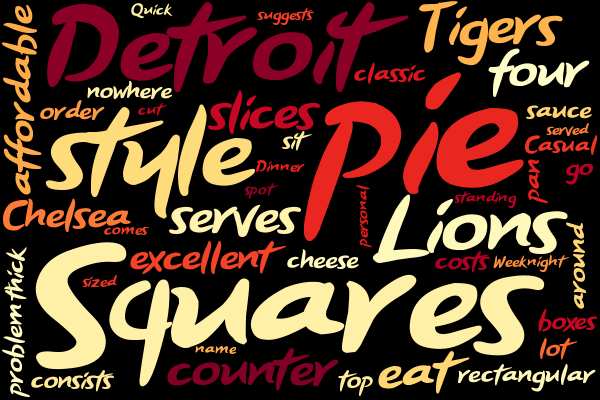 Quick
suggests
Detroit
Tigers
affordable
nowhere
classic
four
order
cut
slices
sauce
style
sit
pie
served
Casual
Dinner
pan
go
spot
personal
standing
Chelsea
comes
serves
Lions
excellent
cheese
costs
Weeknight
around
problem
thick
sized
Squares
boxes
name
lot
consists
counter
top
eat
rectangular